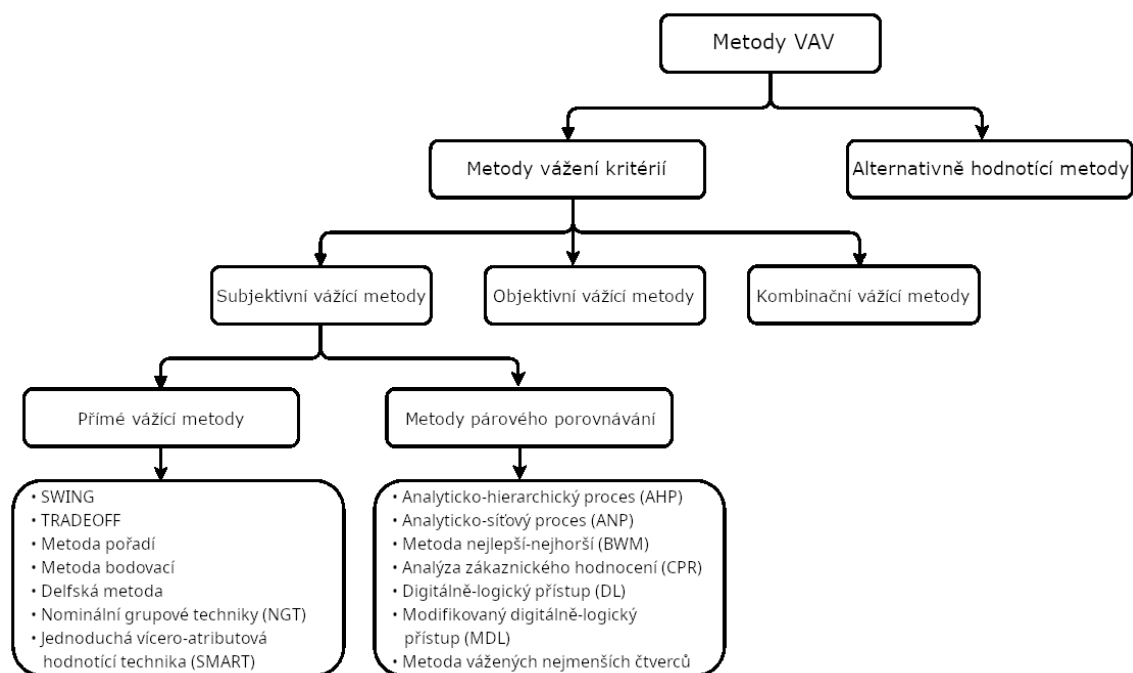 Metody VAV
Metody vážení kritérií
Alternativně hodnotící metody
Subjektivní vážící metody
Objektivní vážící metody
Kombinační vážící metody
Přímé vážící metody
Metody párového porovnávání
• SWING
• TRADEOFF
• Metoda pořadí
• Metoda bodovací
• Delfská metoda
• Nominální grupové techniky (NGT)
• Jednoduchá vícero-atributová
hodnotící technika (SMART)
• Analyticko-hierarchický proces (AHP)
• Analyticko-síťový proces (ANP)
• Metoda nejlepší-nejhorší (BWM)
• Analýza zákaznického hodnocení (CPR)
• Digitálně-logický přístup (DL)
• Modifikovaný digitálně-logický
přístup (MDL)
• Metoda vážených nejmenších čtverců